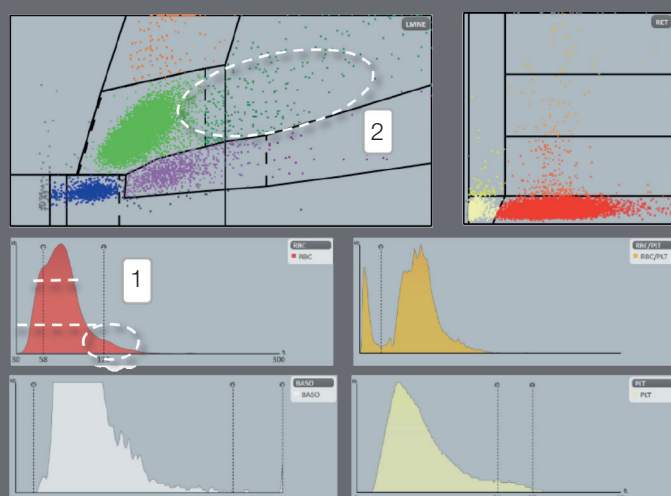 LMNE
RET
2
RBC
RBC
1
30
58
300
RBC/PLT
RBC/PLT
BASO
BASO
PLT
PLT